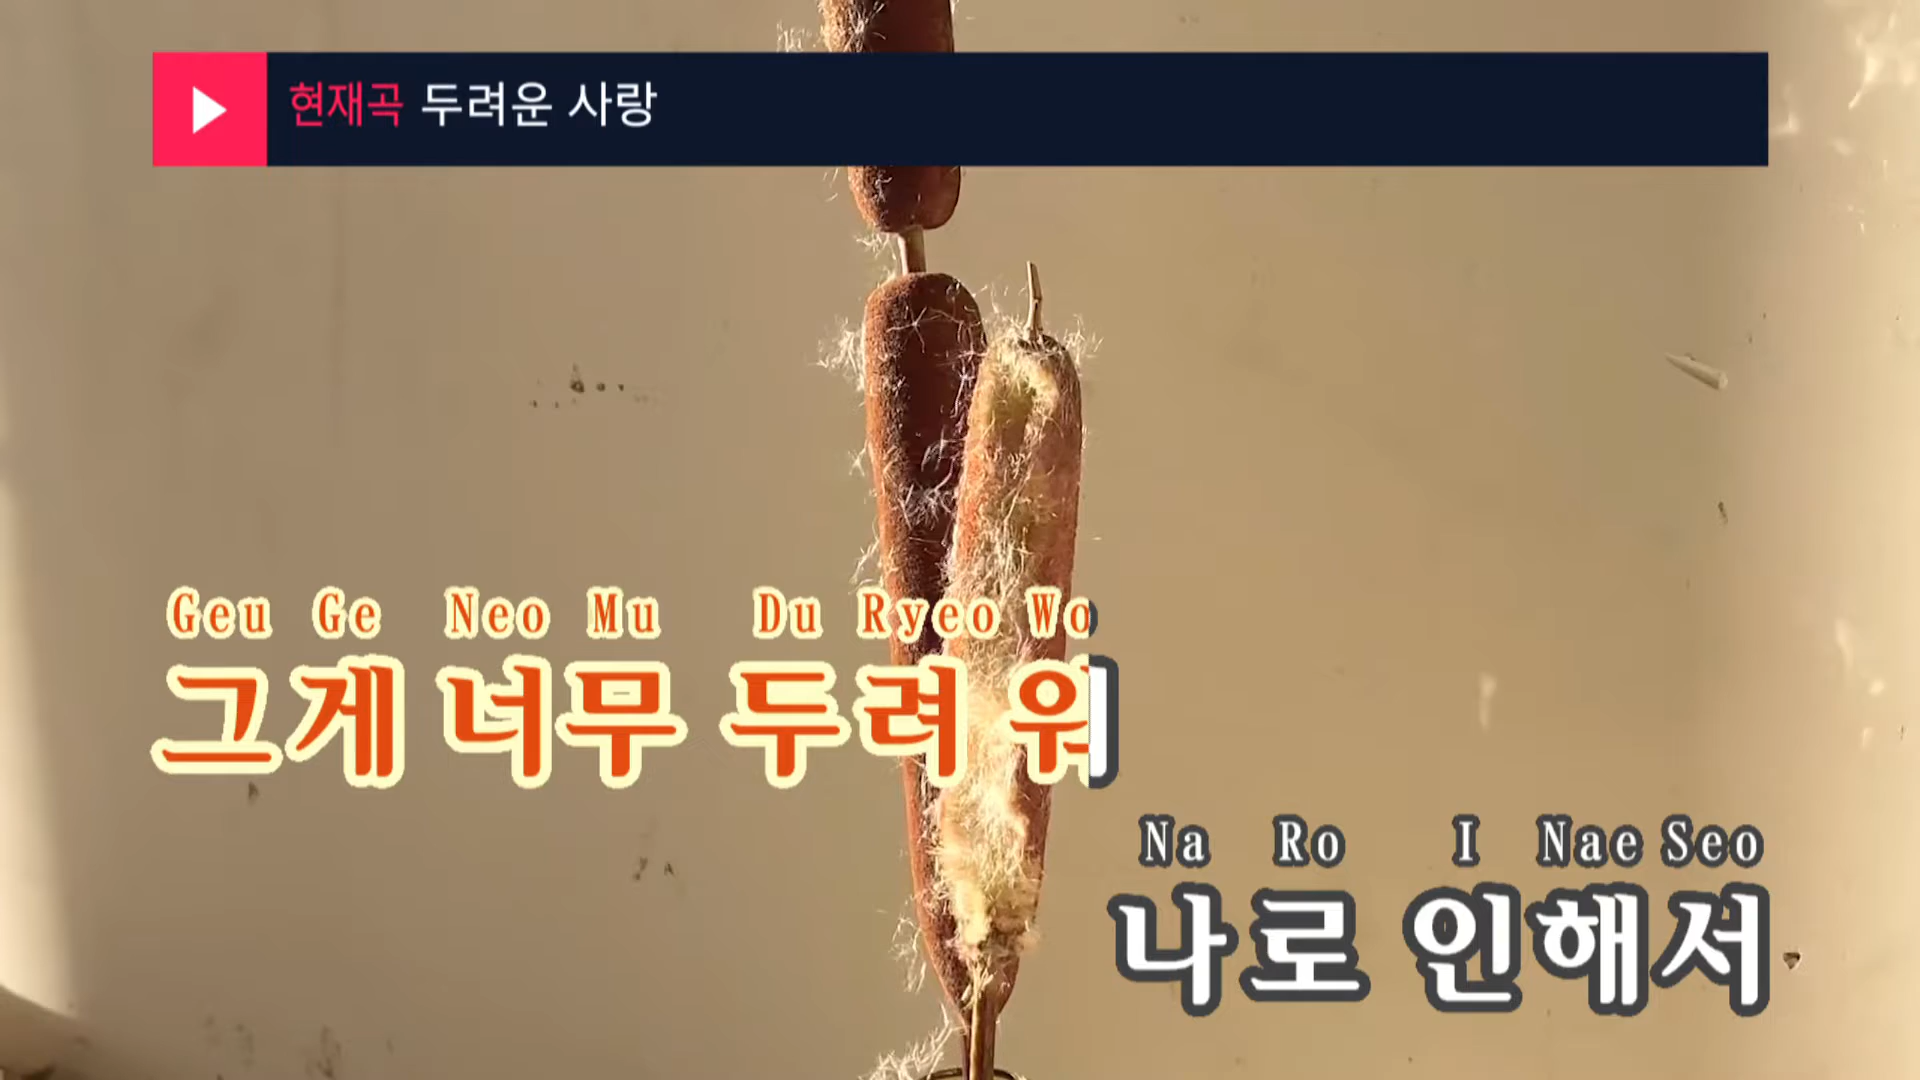 현재곡 두려운 사랑
Geu Ge Neo Mu Du Ryeo Wo
그게 너무 두려 워
Na Ro I Nae Seo
나로 인해서